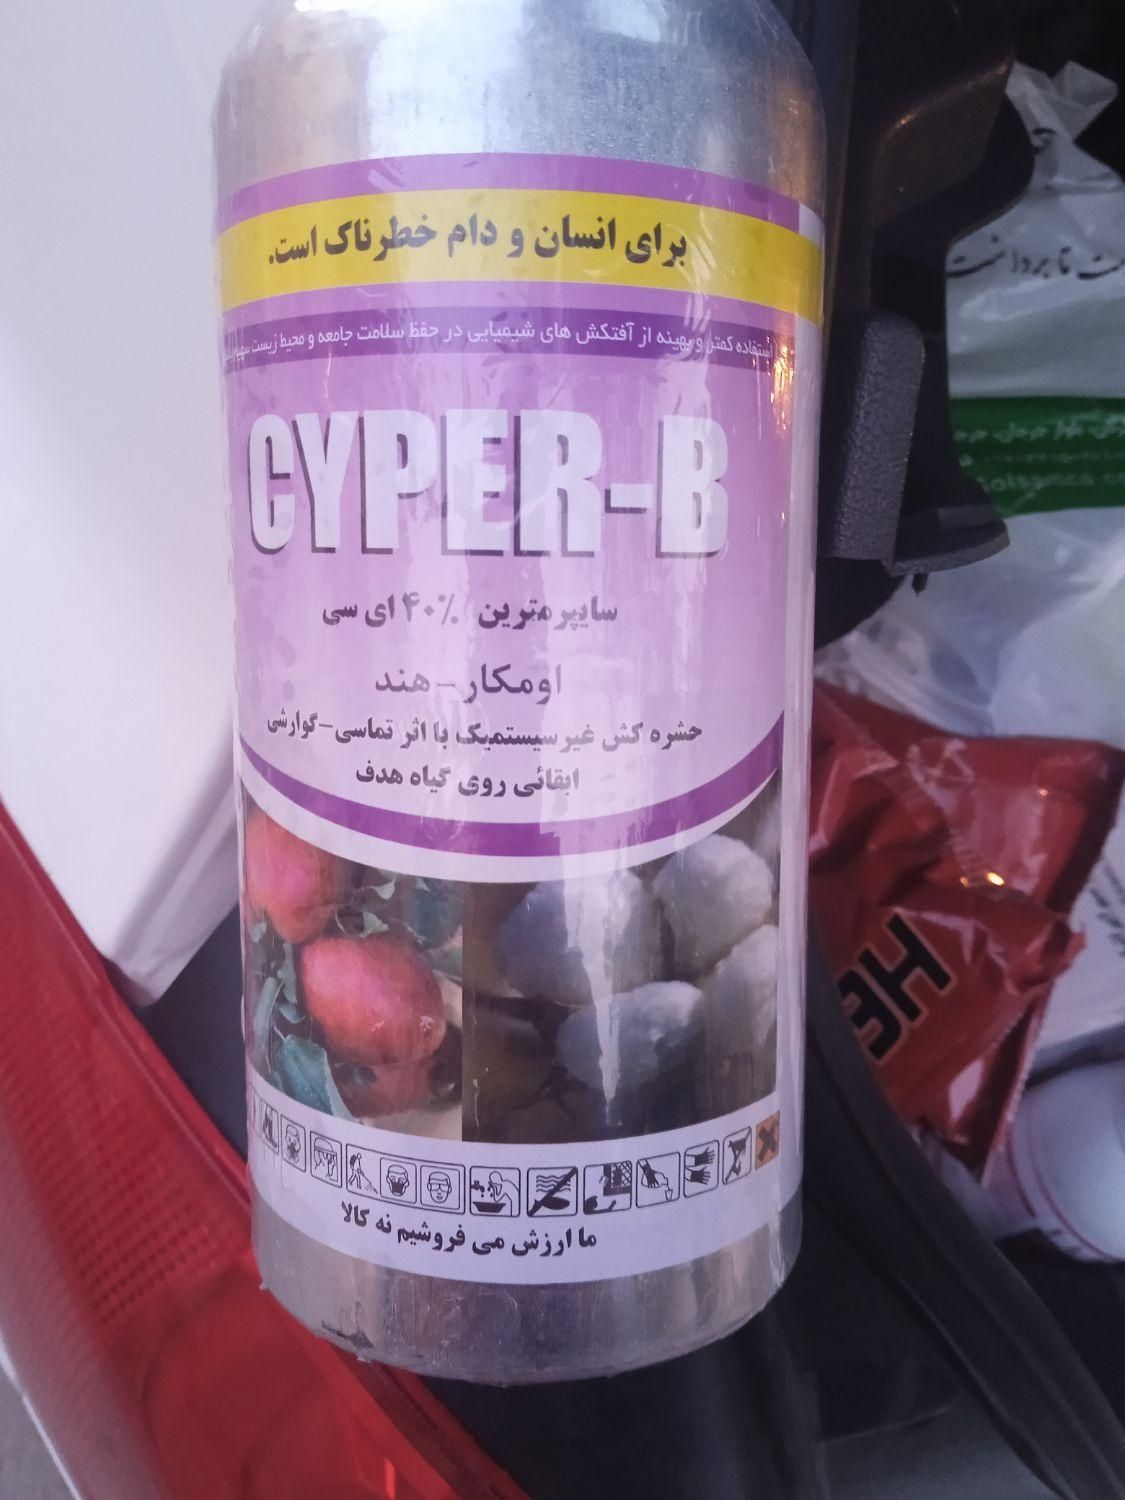 برای انسان و دام خطرناک است.
استفاده کمتر و بهینه از آفتکش های شیمیایی در حفظ سلامت جامعه و محیط زیست
CYPER-B
سایپرمترین ۴۰٪ ای سی
اومکار - هند
حشره کش غیرسیستمیک با اثر تماسی-گوارشی
ابقائی روی گیاه هدف
ما ارزش می فروشیم نه کالا
HE